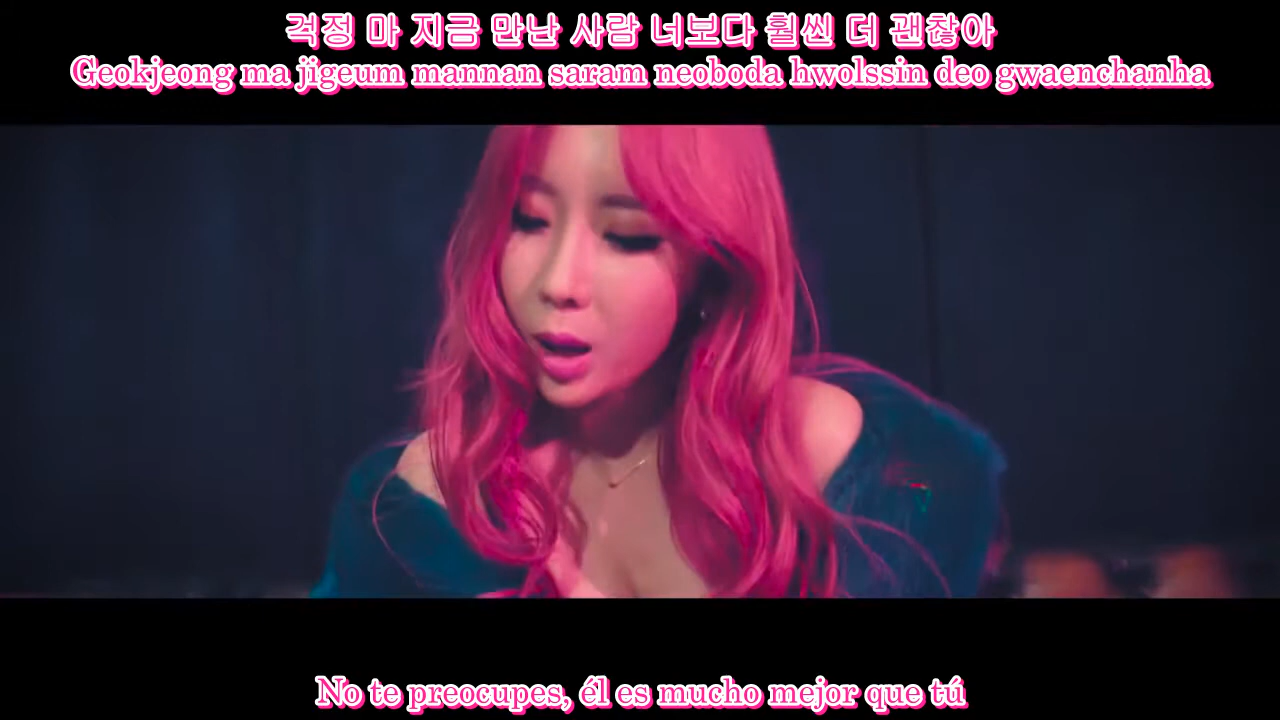 걱정 마 지금 만난 사람 너보다 훨씬 더 괜찮아
Geokjeong ma jigeum mannan saram neoboda hwolssin deo gwaenchanha
No te preocupes, él es mucho mejor que tú